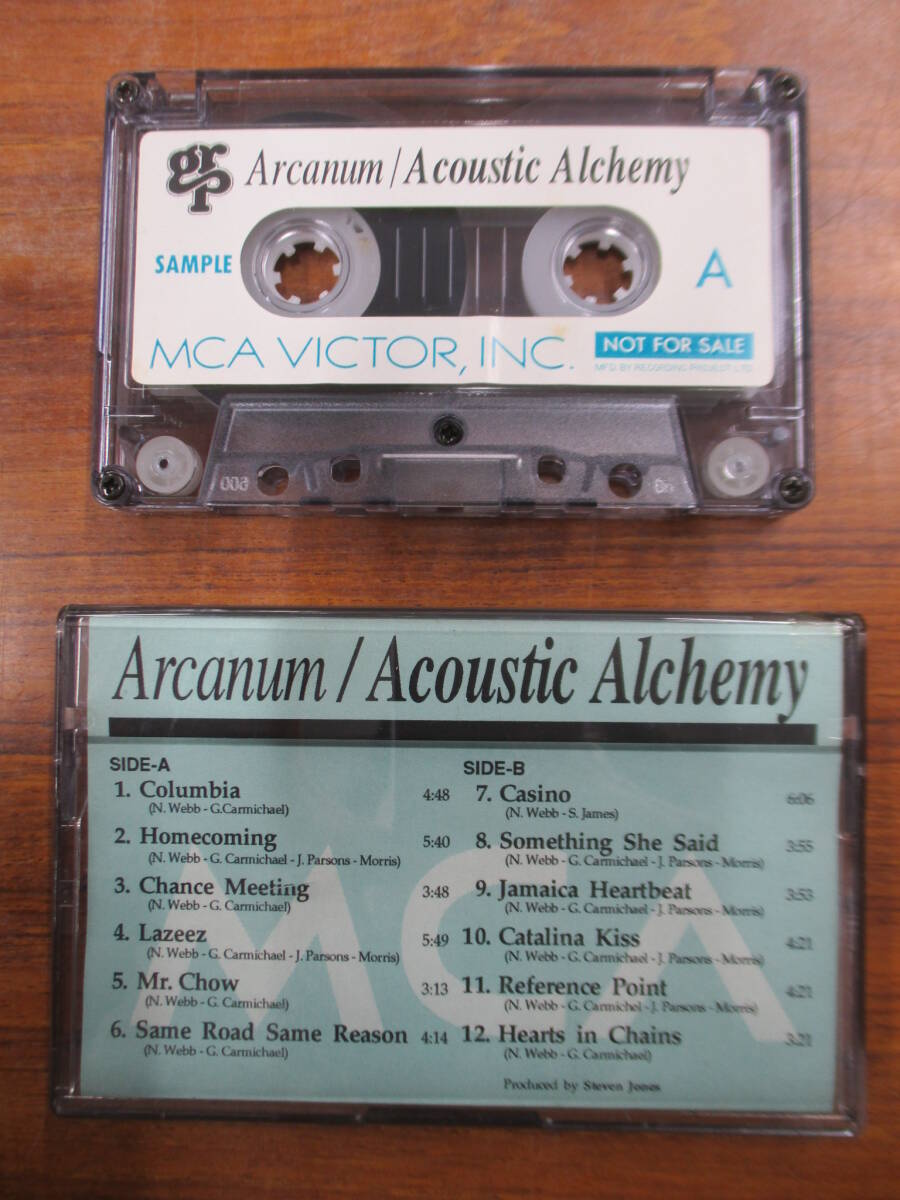 grp Arcanum / Acoustic Alchemy
SAMPLE A
MCA VICTOR, INC. NOT FOR SALE
MFD. BY RECORDING PROJECT LTD.
Arcanum / Acoustic Alchemy
SIDE-A
1. Columbia 4:48
(N. Webb - G.Carmichael)
2. Homecoming 5:40
(N. Webb - G. Carmichael - J. Parsons - Morris)
3. Chance Meeting 3:48
(N. Webb - G. Carmichael)
4. Lazeez 5:49
(N. Webb - G. Carmichael - J. Parsons - Morris)
5. Mr. Chow 3:13
(N. Webb - G. Carmichael)
6. Same Road Same Reason 4:14
(N. Webb - G. Carmichael)
SIDE-B
7. Casino 6:06
(N. Webb - S. James)
8. Something She Said 3:55
(N. Webb - G. Carmichael - J. Parsons - Morris)
9. Jamaica Heartbeat 3:53
(N. Webb - G. Carmichael - J. Parsons - Morris)
10. Catalina Kiss 4:21
(N. Webb - G. Carmichael - J. Parsons - Morris)
11. Reference Point 4:21
(N. Webb - G. Carmichel - J. Parsons - Morris)
12. Hearts in Chains 3:21
(N. Webb - G. Carmichael)
Produced by Steven Jones
MCA